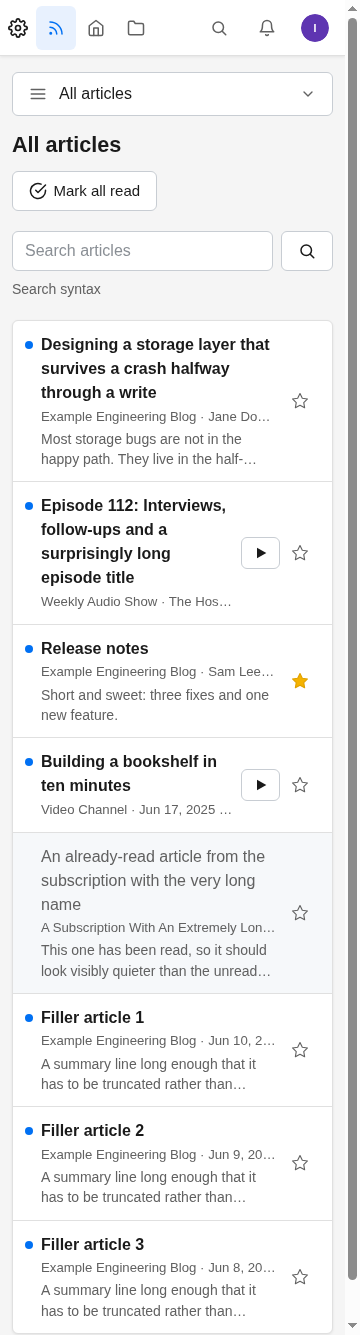 I
All articles
All articles
Mark all read
Search articles
Search syntax
Designing a storage layer that
survives a crash halfway
through a write
Example Engineering Blog · Jane Do…
Most storage bugs are not in the
happy path. They live in the half-…
Episode 112: Interviews,
follow-ups and a
surprisingly long
episode title
Weekly Audio Show · The Hos…
Release notes
Example Engineering Blog · Sam Lee…
Short and sweet: three fixes and one
new feature.
Building a bookshelf in
ten minutes
Video Channel · Jun 17, 2025 …
An already-read article from the
subscription with the very long
name
A Subscription With An Extremely Lon…
This one has been read, so it should
look visibly quieter than the unread…
Filler article 1
Example Engineering Blog · Jun 10, 2…
A summary line long enough that it
has to be truncated rather than…
Filler article 2
Example Engineering Blog · Jun 9, 20…
A summary line long enough that it
has to be truncated rather than…
Filler article 3
Example Engineering Blog · Jun 8, 20…
A summary line long enough that it
has to be truncated rather than…